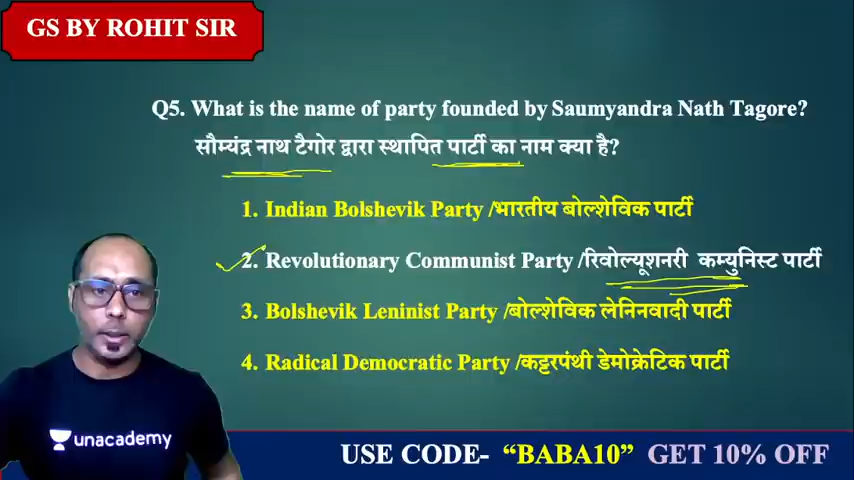 GS BY ROHIT SIR
Q5. What is the name of party founded by Saumyandra Nath Tagore?
सौम्यंद्र नाथ टैगोर द्वारा स्थापित पार्टी का नाम क्या है?
1. Indian Bolshevik Party /भारतीय बोल्शेविक पार्टी
2. Revolutionary Communist Party /रिवोल्यूशनरी कम्युनिस्ट पार्टी
3. Bolshevik Leninist Party /बोल्शेविक लेनिनवादी पार्टी
4. Radical Democratic Party /कट्टरपंथी डेमोक्रेटिक पार्टी
unacademy
USE CODE- “BABA10” GET 10% OFF